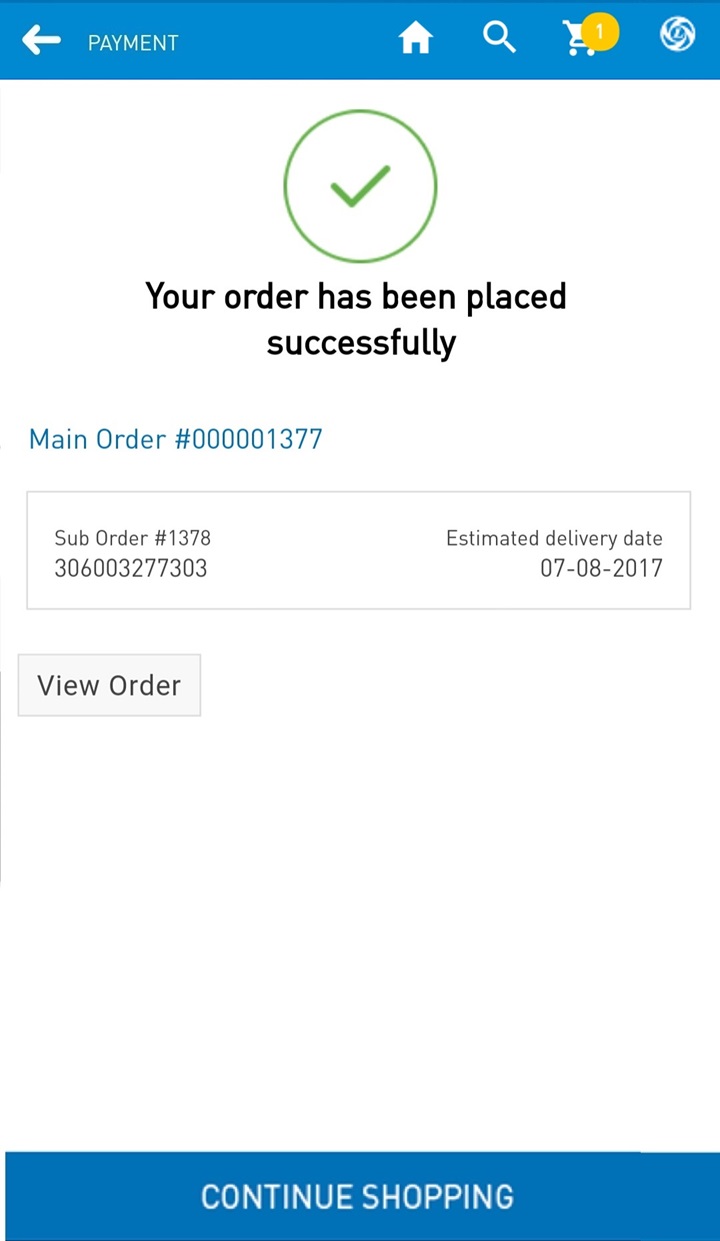 PAYMENT
1
Your order has been placed
successfully
Main Order #000001377
Sub Order #1378
306003277303
Estimated delivery date
07-08-2017
View Order
CONTINUE SHOPPING